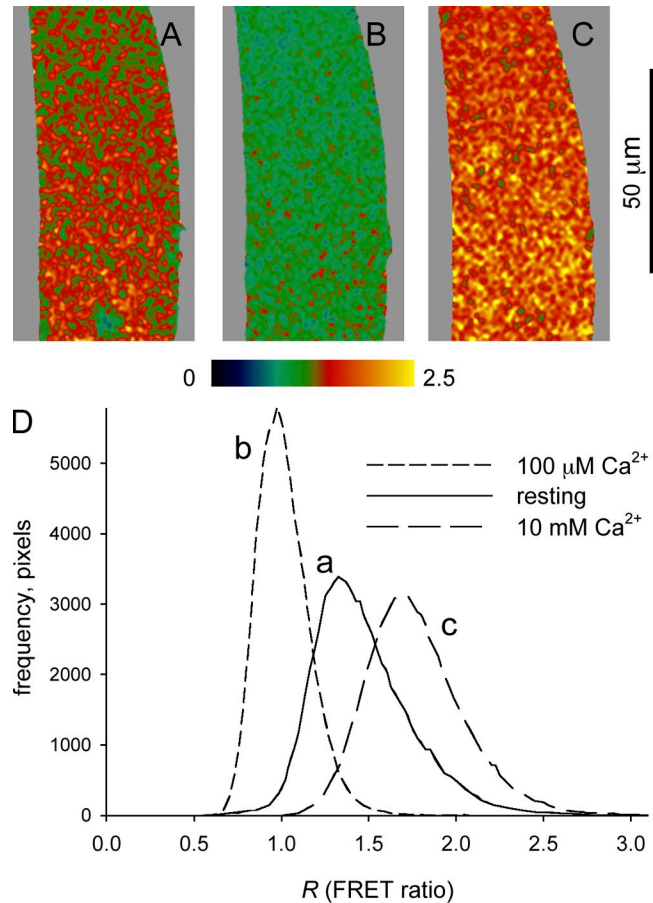 A B C
50 μm
0 2.5
D
5000
4000
3000
2000
1000
0
frequency, pixels
b
a
c
100 μM Ca²⁺
resting
10 mM Ca²⁺
0.0 0.5 1.0 1.5 2.0 2.5 3.0
R (FRET ratio)